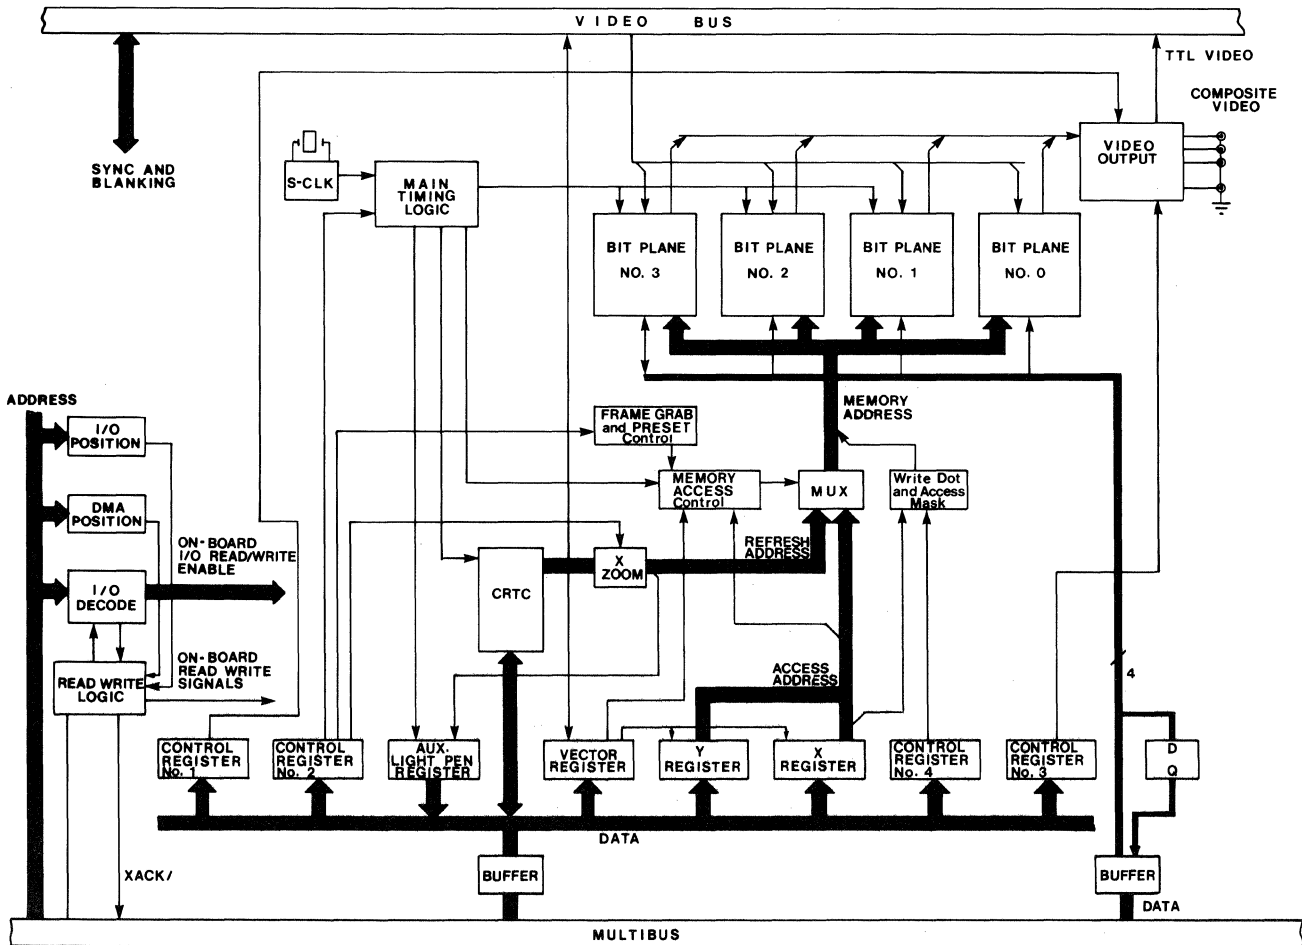 VIDEO BUS
TTL VIDEO
COMPOSITE
VIDEO
SYNC AND
BLANKING
S-CLK
MAIN
TIMING
LOGIC
VIDEO
OUTPUT
BIT PLANE
NO. 3
BIT PLANE
NO. 2
BIT PLANE
NO. 1
BIT PLANE
NO. 0
ADDRESS
I/O
POSITION
DMA
POSITION
ON-BOARD
I/O READ/WRITE
ENABLE
I/O
DECODE
ON-BOARD
READ WRITE
SIGNALS
READ WRITE
LOGIC
FRAME GRAB
and PRESET
Control
MEMORY
ADDRESS
MEMORY
ACCESS
Control
MUX
Write Dot
and Access
Mask
REFRESH
ADDRESS
X
ZOOM
CRTC
ACCESS
ADDRESS
4
CONTROL
REGISTER
No. 1
CONTROL
REGISTER
No. 2
AUX.
LIGHT PEN
REGISTER
VECTOR
REGISTER
Y
REGISTER
X
REGISTER
CONTROL
REGISTER
No. 4
CONTROL
REGISTER
No. 3
D
Q
DATA
XACK/
BUFFER
BUFFER
DATA
MULTIBUS